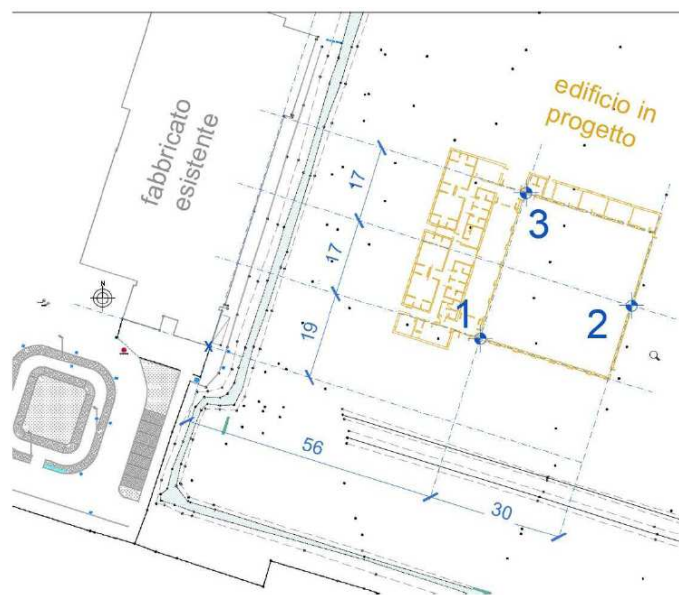 edificio in
progetto
fabbricato
esistente
17
17
19
56
30
3
1
2
N
X